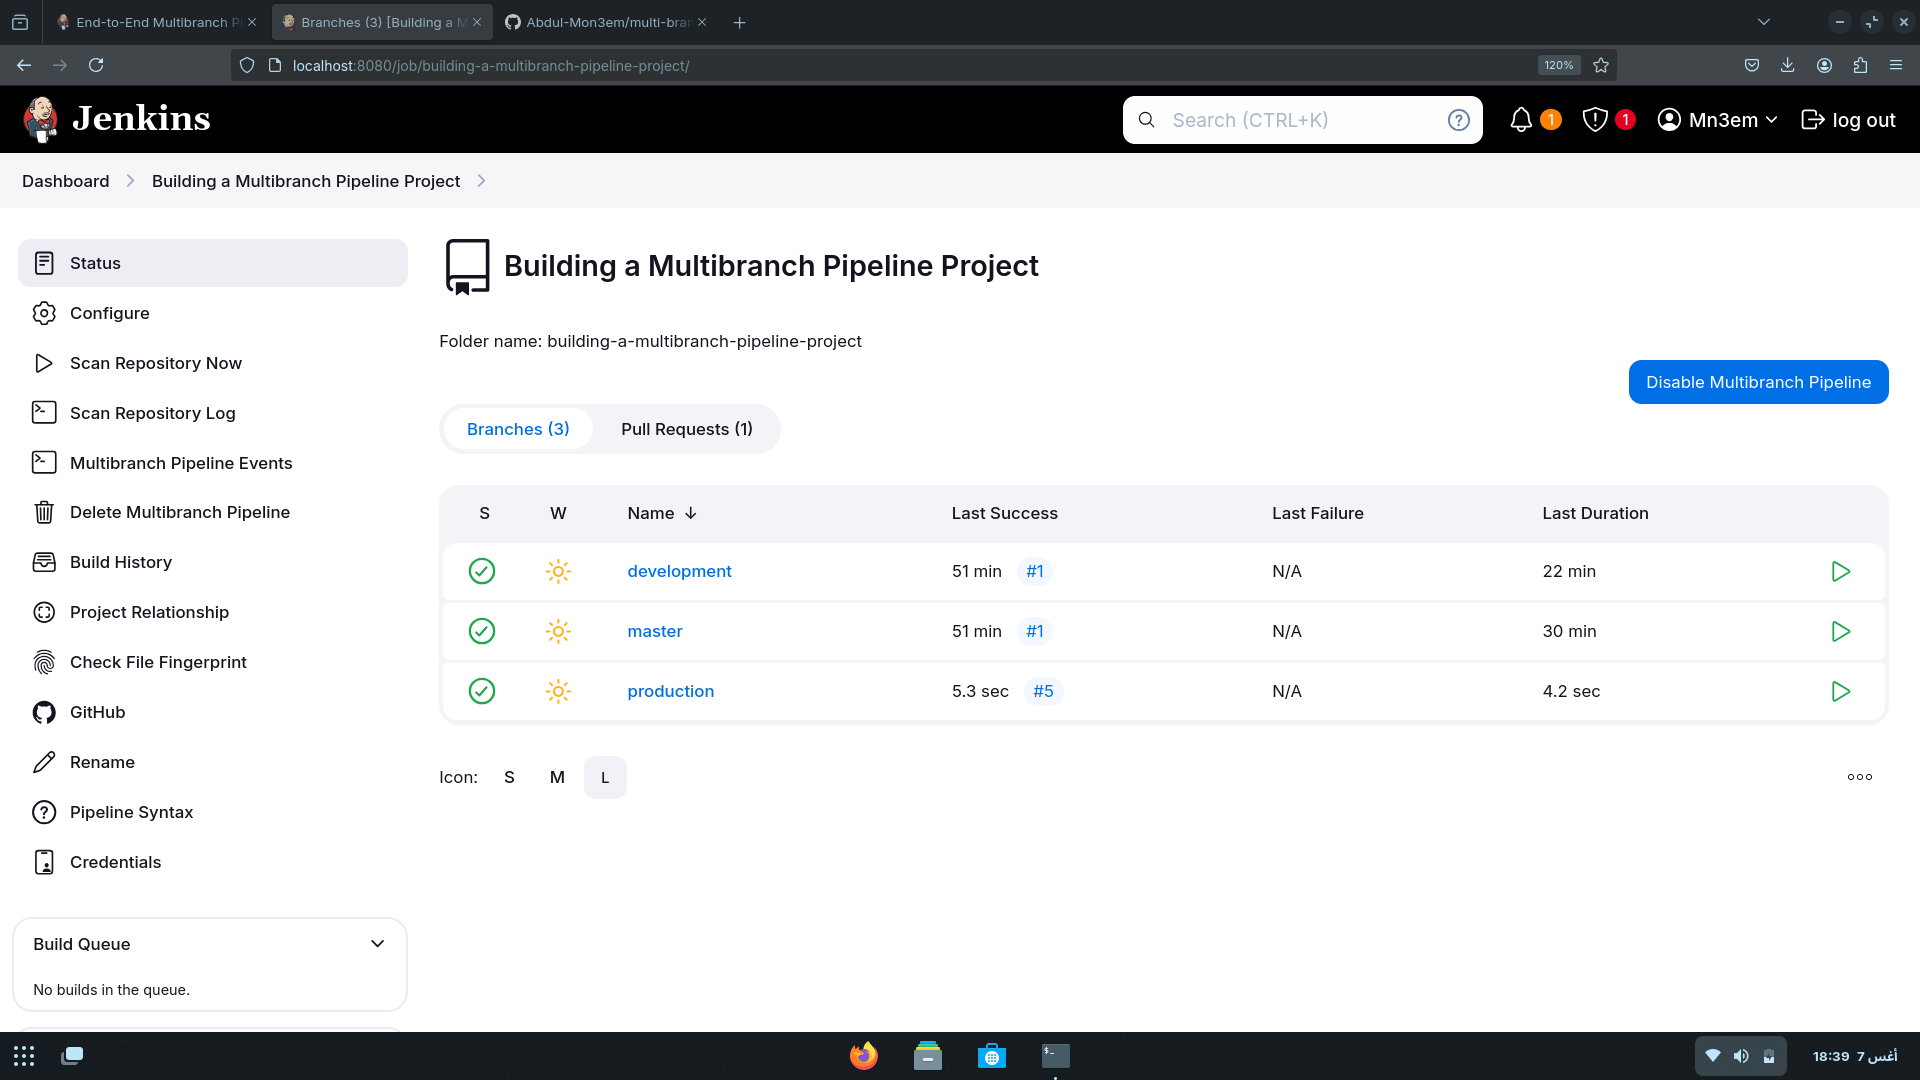 End-to-End Multibranch P
Branches (3) [Building a M
Abdul-Mon3em/multi-bran
localhost:8080/job/building-a-multibranch-pipeline-project/
120%
Jenkins
Search (CTRL+K)
1
1
Mn3em
log out
Dashboard
Building a Multibranch Pipeline Project
Status
Configure
Scan Repository Now
Scan Repository Log
Multibranch Pipeline Events
Delete Multibranch Pipeline
Build History
Project Relationship
Check File Fingerprint
GitHub
Rename
Pipeline Syntax
Credentials
Build Queue
No builds in the queue.
Building a Multibranch Pipeline Project
Folder name: building-a-multibranch-pipeline-project
Disable Multibranch Pipeline
Branches (3) Pull Requests (1)
S W Name ↓ Last Success Last Failure Last Duration
development 51 min #1 N/A 22 min
master 51 min #1 N/A 30 min
production 5.3 sec #5 N/A 4.2 sec
Icon: S M L
18:39 7 أغس